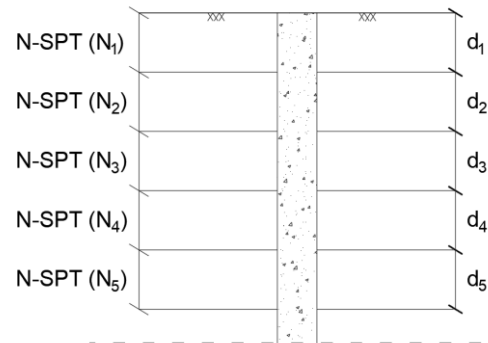 N-SPT (N₁) d₁
N-SPT (N₂) d₂
N-SPT (N₃) d₃
N-SPT (N₄) d₄
N-SPT (N₅) d₅